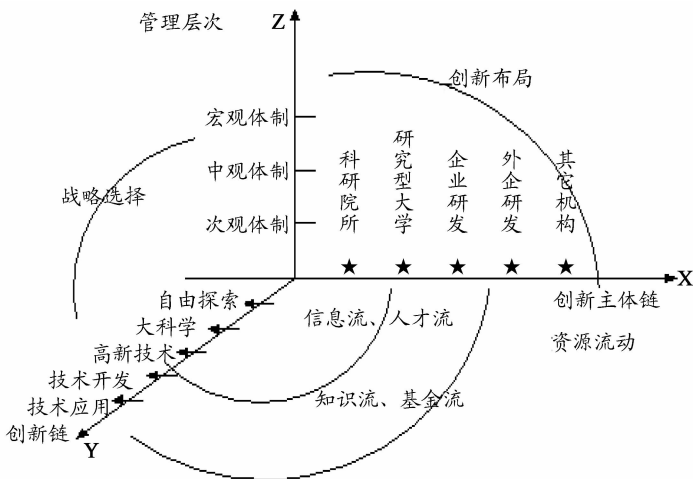 管理层次
Z
创新布局
宏观体制
中观体制
次观体制
战略选择
科研院所
研究型大学
企业研发
外企研发
其它机构
X
创新主体链
资源流动
自由探索
大科学
高新技术
技术开发
技术应用
创新链
Y
信息流、人才流
知识流、基金流